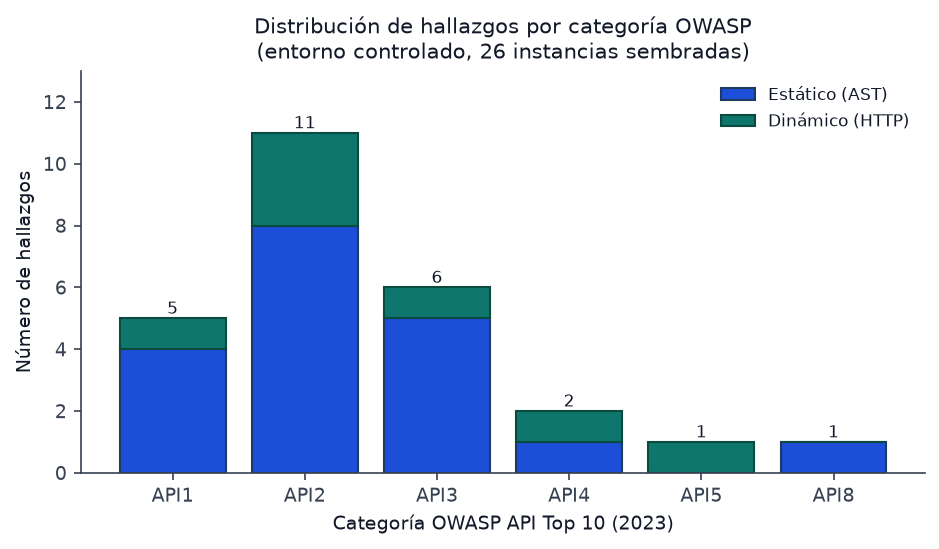 Distribución de hallazgos por categoría OWASP
(entorno controlado, 26 instancias sembradas)
Estático (AST)
Dinámico (HTTP)
Número de hallazgos
12
10
8
6
4
2
0
5
11
6
2
1
1
API1
API2
API3
API4
API5
API8
Categoría OWASP API Top 10 (2023)